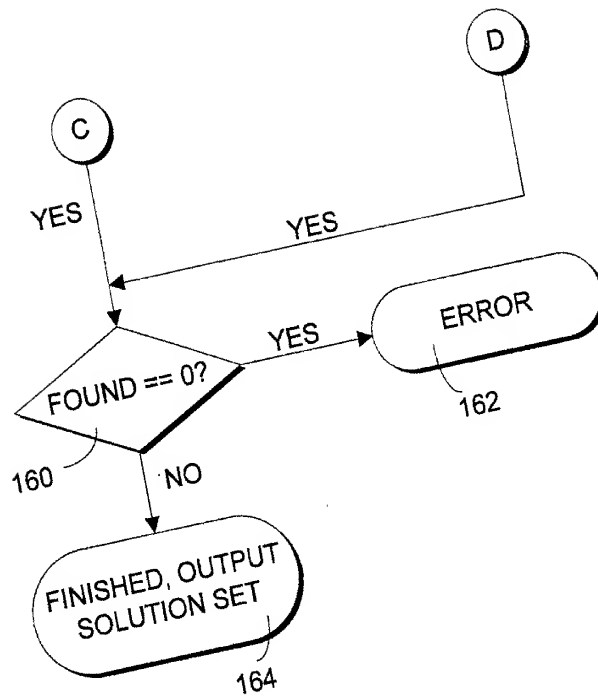 D
C
YES
YES
ERROR
YES
FOUND == 0?
162
160
NO
FINISHED, OUTPUT
SOLUTION SET
164